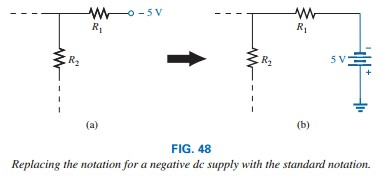 – 5 V
R1
R2
(a)
R1
R2
5 V
+
(b)
FIG. 48
Replacing the notation for a negative dc supply with the standard notation.